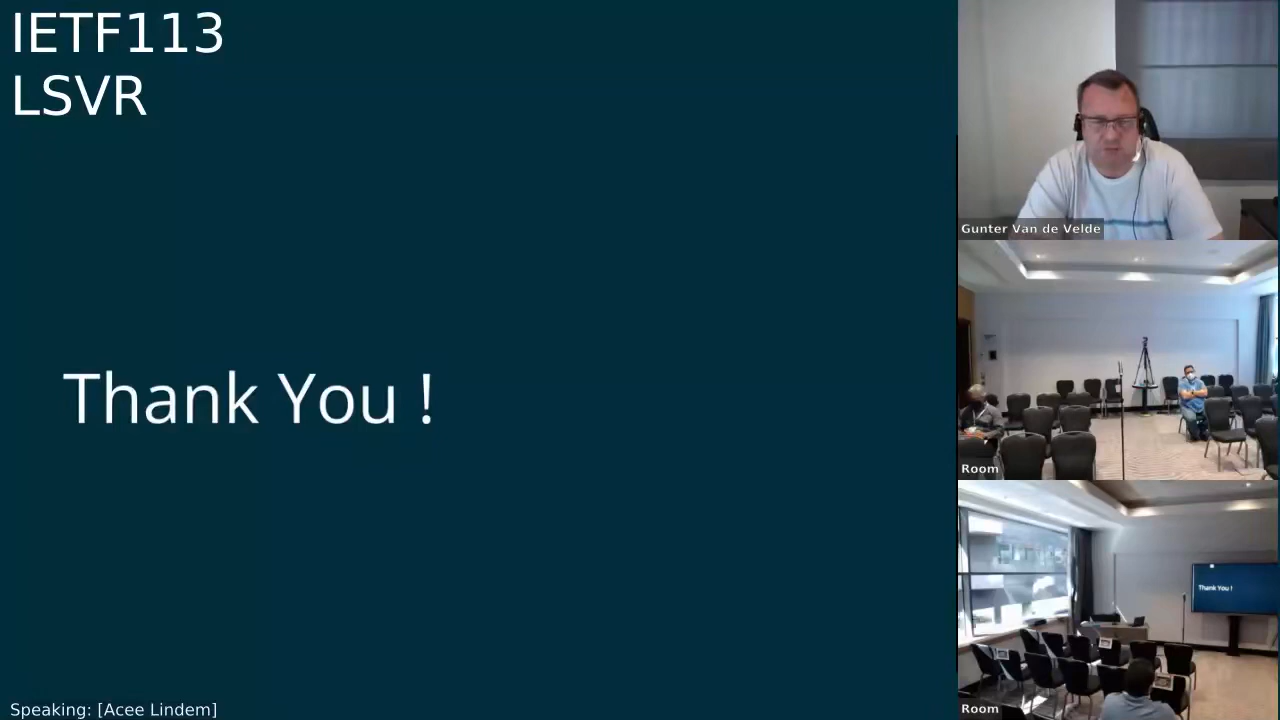 IETF113
LSVR
Thank You !
Speaking: [Acee Lindem]
Gunter Van de Velde
Room
Thank You !
Room